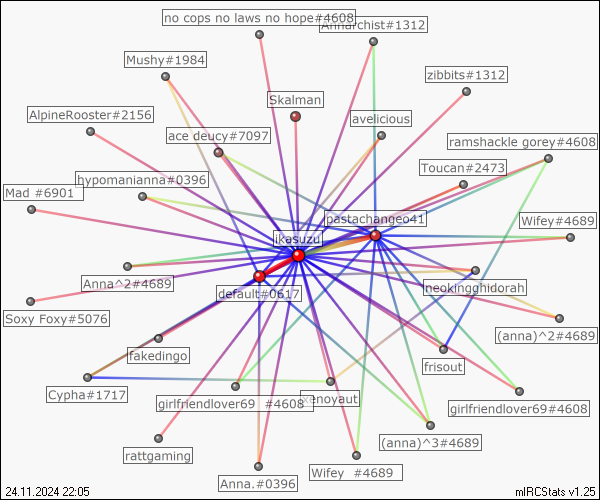 no cops no laws no hope#4608
Annarchist#1312
Mushy#1984
zibbits#1312
Skalman
AlpineRooster#2156
avelicious
ace deucy#7097
ramshackle gorey#4608
Toucan#2473
hypomanianna#0396
Mad #6901
pastachangeo41
Wifey#4689
ikasuzu
Anna^2#4689
neokingghidorah
default#0617
Soxy Foxy#5076
(anna)^2#4689
fakedingo
frisout
Cypha#1717
xenoyaut
girlfriendlover69 #4608
girlfriendlover69#4608
(anna)^3#4689
rattgaming
Wifey #4689
Anna.#0396
24.11.2024 22:05
mIRCStats v1.25